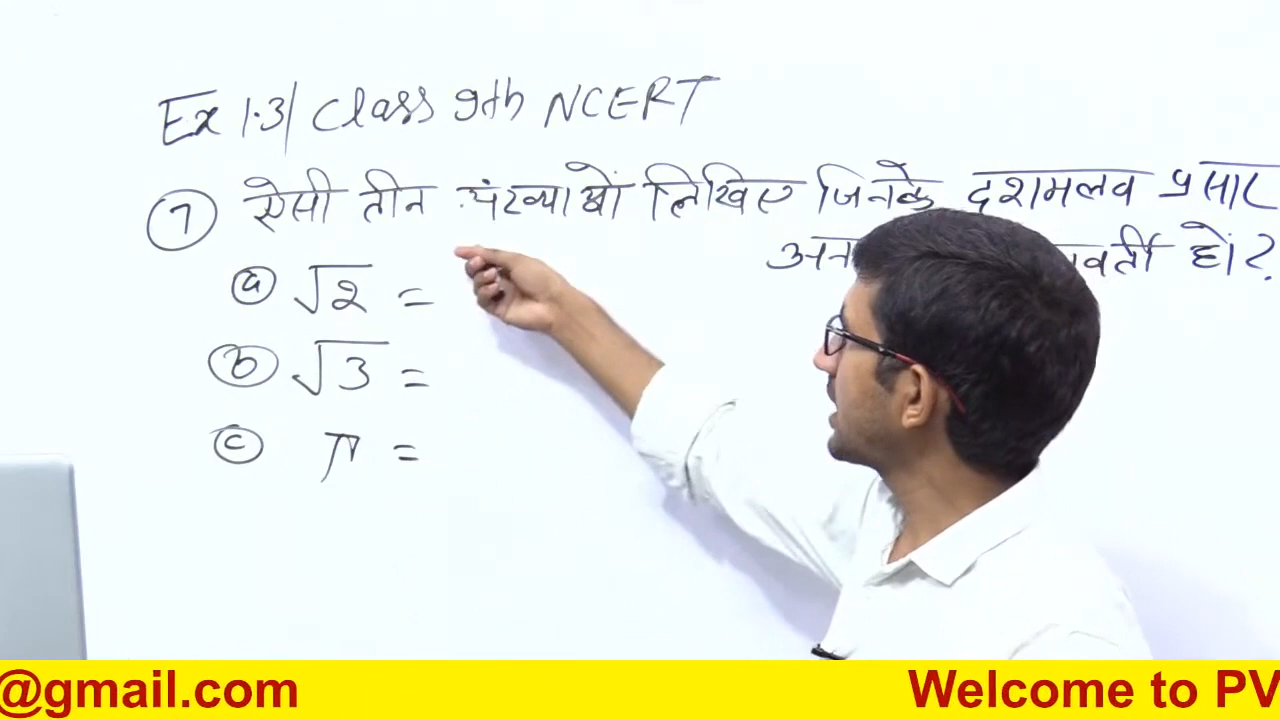 Ex 1.3/ Class 9th NCERT
7 ऐसी तीन संख्याओं लिखिए जिनके दशमलव प्रसार
हों?
a √2 =
b √3 =
c π =
@gmail.com
Welcome to PV